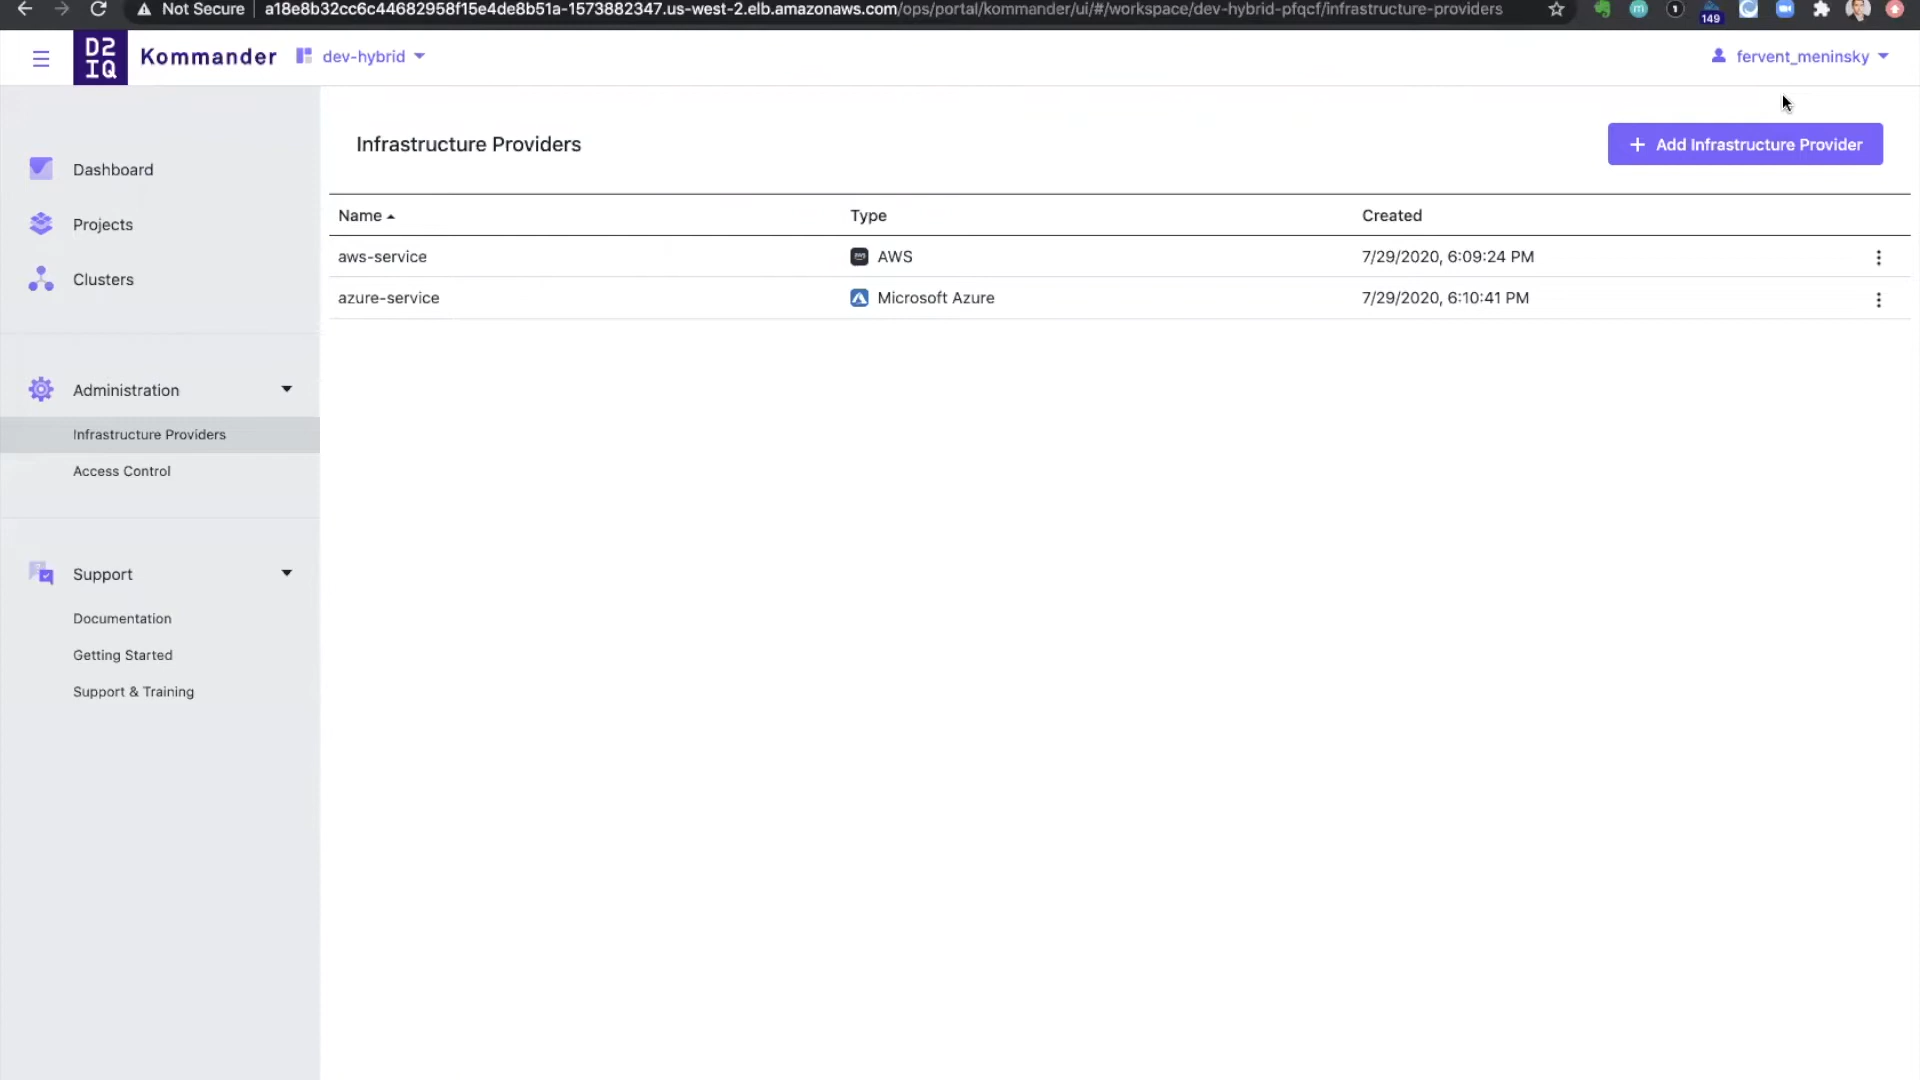 Not Secure a18e8b32cc6c44682958f15e4de8b51a-1573882347.us-west-2.elb.amazonaws.com/ops/portal/kommander/ui/#/workspace/dev-hybrid-pfqcf/infrastructure-providers
149
D2
IQ
Kommander dev-hybrid fervent_meninsky
Infrastructure Providers + Add Infrastructure Provider
Dashboard
Projects
Clusters
Administration
Infrastructure Providers
Access Control
Support
Documentation
Getting Started
Support & Training
Name Type Created
aws-service AWS 7/29/2020, 6:09:24 PM
azure-service Microsoft Azure 7/29/2020, 6:10:41 PM